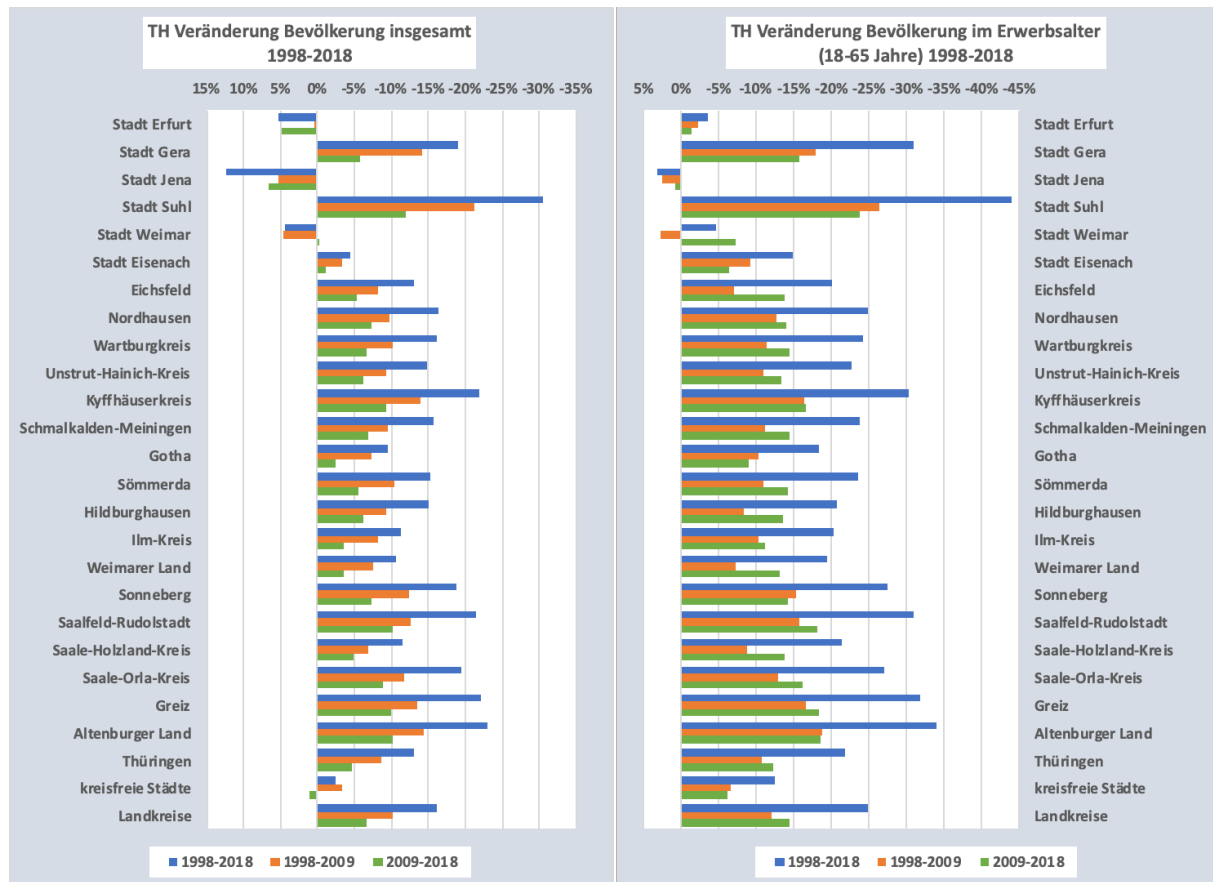 TH Veränderung Bevölkerung insgesamt
1998-2018
15% 10% 5% 0% -5% -10% -15% -20% -25% -30% -35%
Stadt Erfurt
Stadt Gera
Stadt Jena
Stadt Suhl
Stadt Weimar
Stadt Eisenach
Eichsfeld
Nordhausen
Wartburgkreis
Unstrut-Hainich-Kreis
Kyffhäuserkreis
Schmalkalden-Meiningen
Gotha
Sömmerda
Hildburghausen
Ilm-Kreis
Weimarer Land
Sonneberg
Saalfeld-Rudolstadt
Saale-Holzland-Kreis
Saale-Orla-Kreis
Greiz
Altenburger Land
Thüringen
kreisfreie Städte
Landkreise
1998-2018 1998-2009 2009-2018
TH Veränderung Bevölkerung im Erwerbsalter
(18-65 Jahre) 1998-2018
5% 0% -5% -10% -15% -20% -25% -30% -35% -40% -45%
Stadt Erfurt
Stadt Gera
Stadt Jena
Stadt Suhl
Stadt Weimar
Stadt Eisenach
Eichsfeld
Nordhausen
Wartburgkreis
Unstrut-Hainich-Kreis
Kyffhäuserkreis
Schmalkalden-Meiningen
Gotha
Sömmerda
Hildburghausen
Ilm-Kreis
Weimarer Land
Sonneberg
Saalfeld-Rudolstadt
Saale-Holzland-Kreis
Saale-Orla-Kreis
Greiz
Altenburger Land
Thüringen
kreisfreie Städte
Landkreise
1998-2018 1998-2009 2009-2018